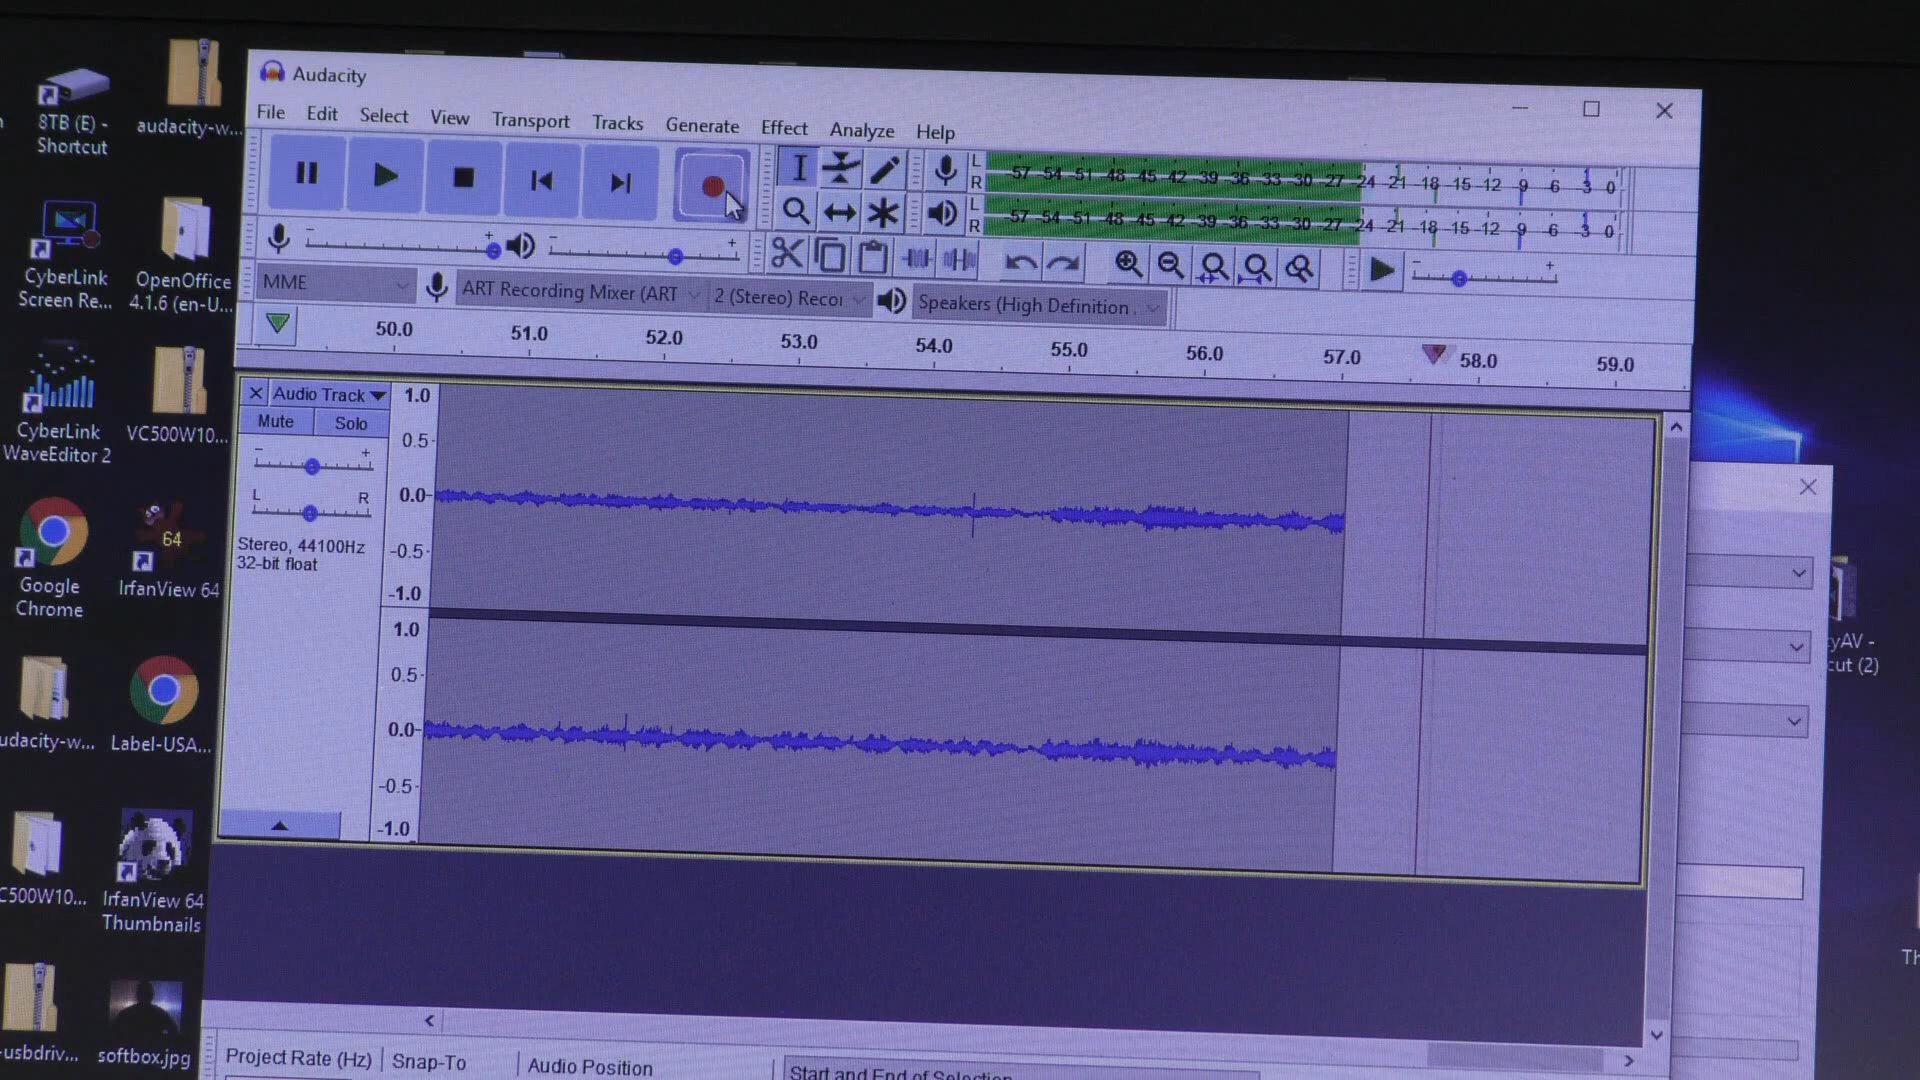 Audacity
File Edit Select View Transport Tracks Generate Effect Analyze Help
L
R
-57 -54 -51 -48 -45 -42 -39 -36 -33 -30 -27 -24 -21 -18 -15 -12 -9 -6 -3 0
L
R
-57 -54 -51 -48 -45 -42 -39 -36 -33 -30 -27 -24 -21 -18 -15 -12 -9 -6 -3 0
MME
ART Recording Mixer (ART
2 (Stereo) Recor
Speakers (High Definition
50.0 51.0 52.0 53.0 54.0 55.0 56.0 57.0 58.0 59.0
Audio Track
Mute Solo
L R
Stereo, 44100Hz
32-bit float
1.0
0.5
0.0
-0.5
-1.0
1.0
0.5
0.0
-0.5
-1.0
Project Rate (Hz)
Snap-To
Audio Position
Start and End of Selection
8TB (E) -
Shortcut
audacity-w...
CyberLink
Screen Re...
OpenOffice
4.1.6 (en-U...
CyberLink
WaveEditor 2
VC500W10...
Google
Chrome
64
IrfanView 64
udacity-w...
Label-USA...
C500W10...
IrfanView 64
Thumbnails
-usbdriv...
softbox.jpg
yAV -
cut (2)
Th